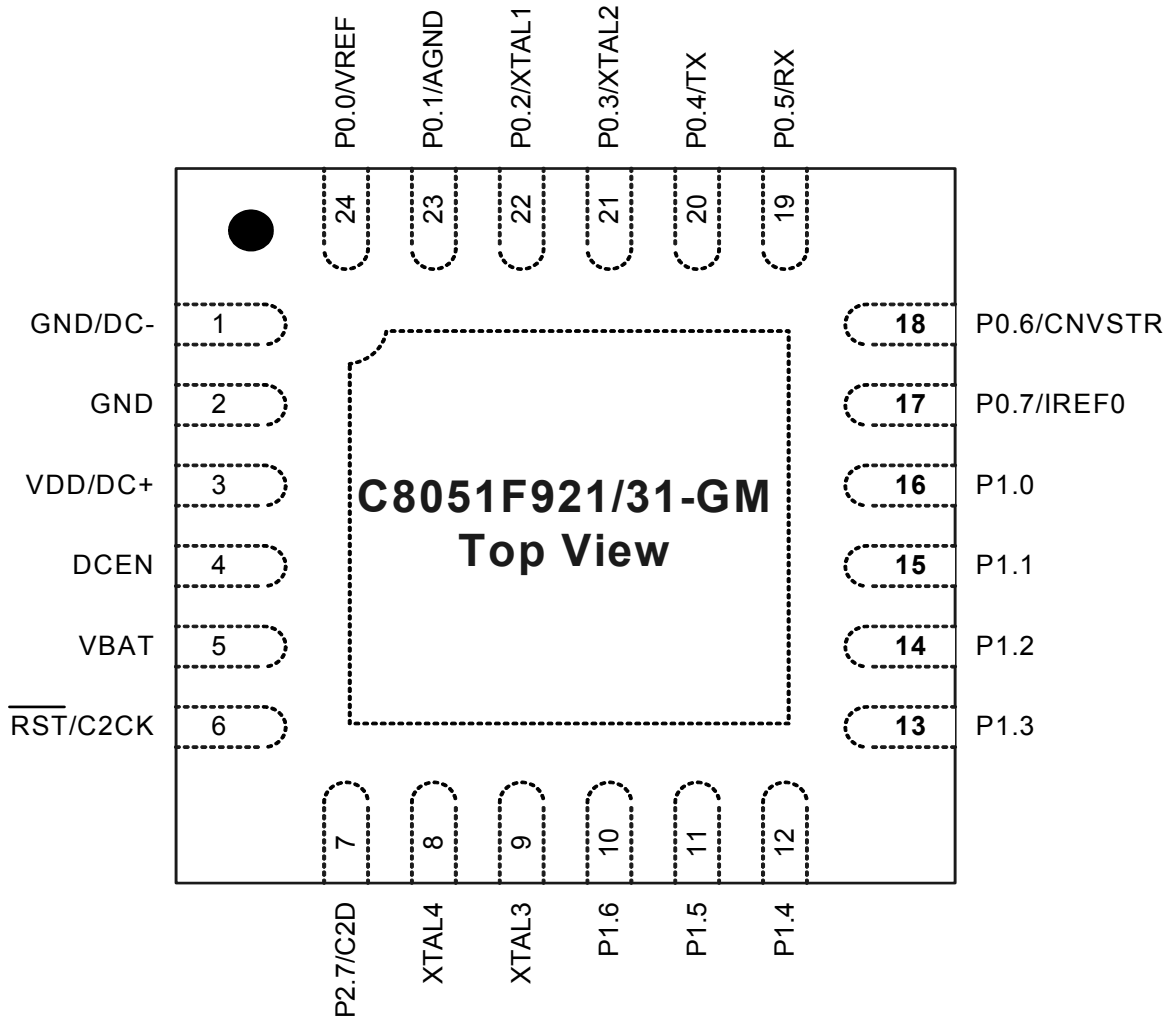 P0.0/VREF
P0.1/AGND
P0.2/XTAL1
P0.3/XTAL2
P0.4/TX
P0.5/RX
24
23
22
21
20
19
GND/DC-
1
18
P0.6/CNVSTR
GND
2
17
P0.7/IREF0
VDD/DC+
3
16
P1.0
C8051F921/31-GM
Top View
DCEN
4
15
P1.1
VBAT
5
14
P1.2
RST/C2CK
6
13
P1.3
7
8
9
10
11
12
P2.7/C2D
XTAL4
XTAL3
P1.6
P1.5
P1.4